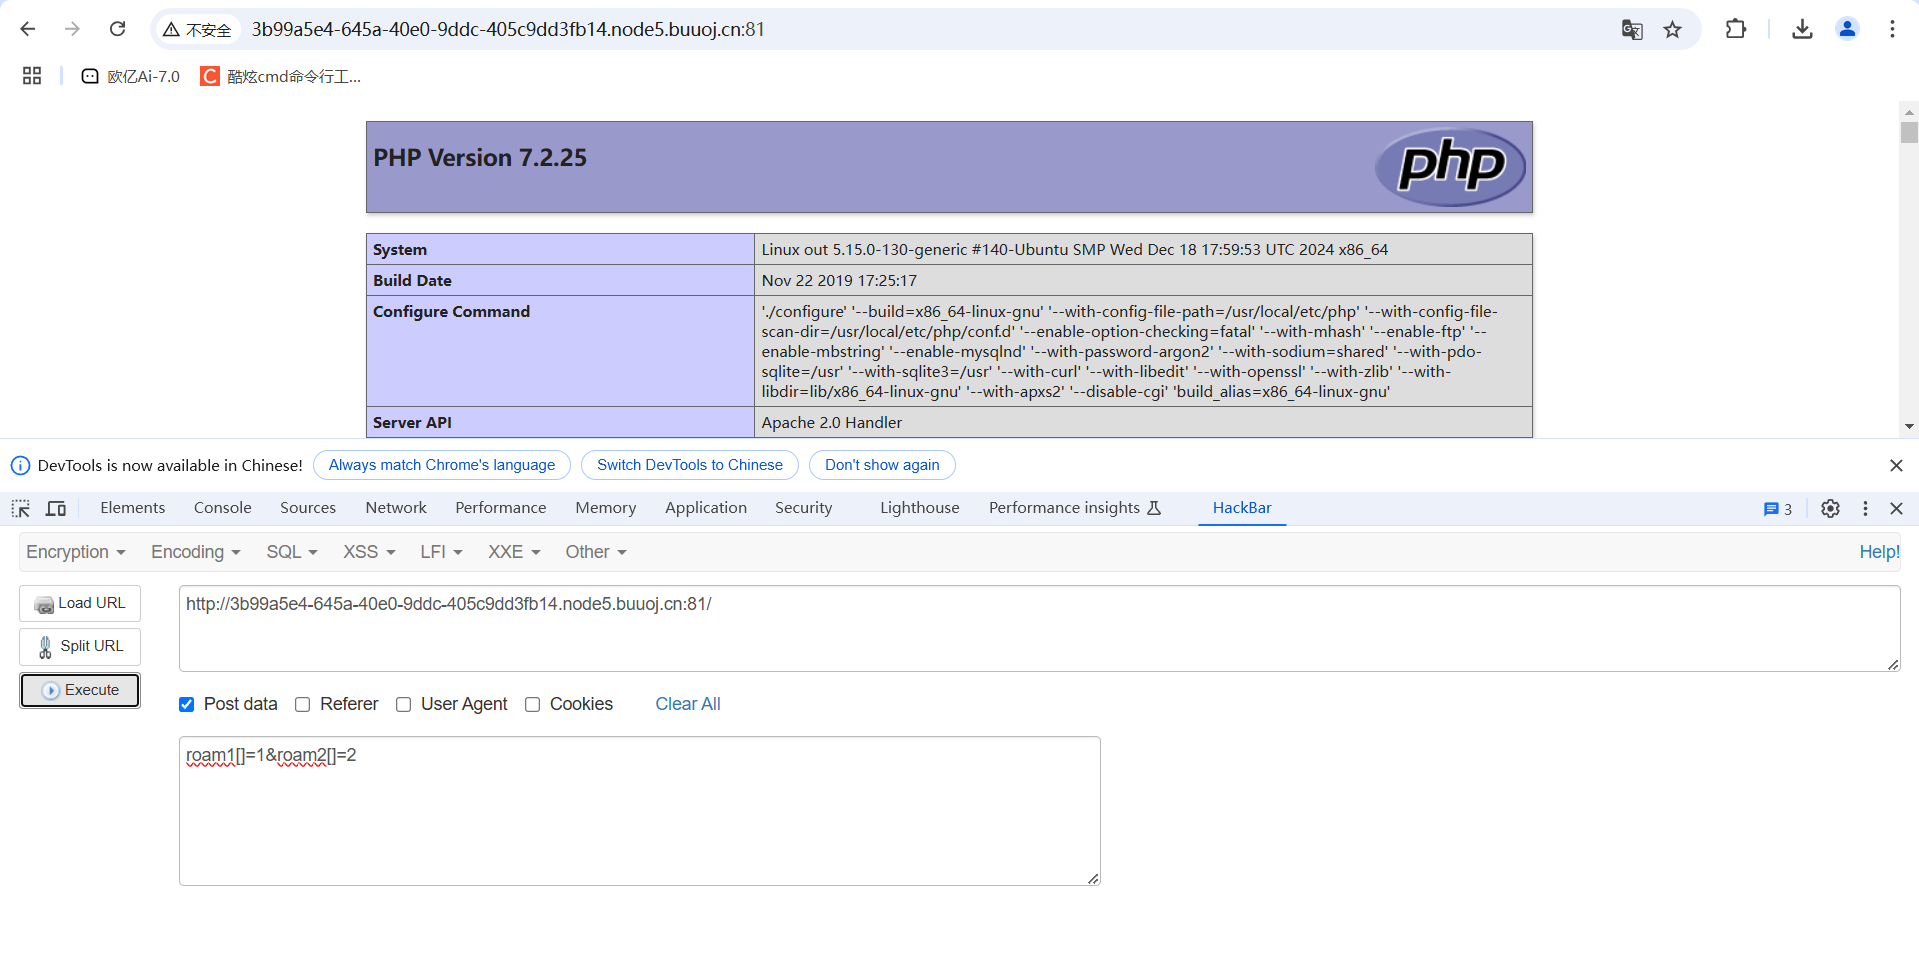 不安全 3b99a5e4-645a-40e0-9ddc-405c9dd3fb14.node5.buuoj.cn:81
欧亿Ai-7.0 C 酷炫cmd命令行工...
PHP Version 7.2.25
php
System Linux out 5.15.0-130-generic #140-Ubuntu SMP Wed Dec 18 17:59:53 UTC 2024 x86_64
Build Date Nov 22 2019 17:25:17
Configure Command './configure' '--build=x86_64-linux-gnu' '--with-config-file-path=/usr/local/etc/php' '--with-config-file-
scan-dir=/usr/local/etc/php/conf.d' '--enable-option-checking=fatal' '--with-mhash' '--enable-ftp' '--
enable-mbstring' '--enable-mysqlnd' '--with-password-argon2' '--with-sodium=shared' '--with-pdo-
sqlite=/usr' '--with-sqlite3=/usr' '--with-curl' '--with-libedit' '--with-openssl' '--with-zlib' '--with-
libdir=lib/x86_64-linux-gnu' '--with-apxs2' '--disable-cgi' 'build_alias=x86_64-linux-gnu'
Server API Apache 2.0 Handler
DevTools is now available in Chinese! Always match Chrome's language Switch DevTools to Chinese Don't show again
Elements Console Sources Network Performance Memory Application Security Lighthouse Performance insights HackBar 3
Encryption Encoding SQL XSS LFI XXE Other Help!
Load URL http://3b99a5e4-645a-40e0-9ddc-405c9dd3fb14.node5.buuoj.cn:81/
Split URL
Execute
Post data Referer User Agent Cookies Clear All
roam1[]=1&roam2[]=2